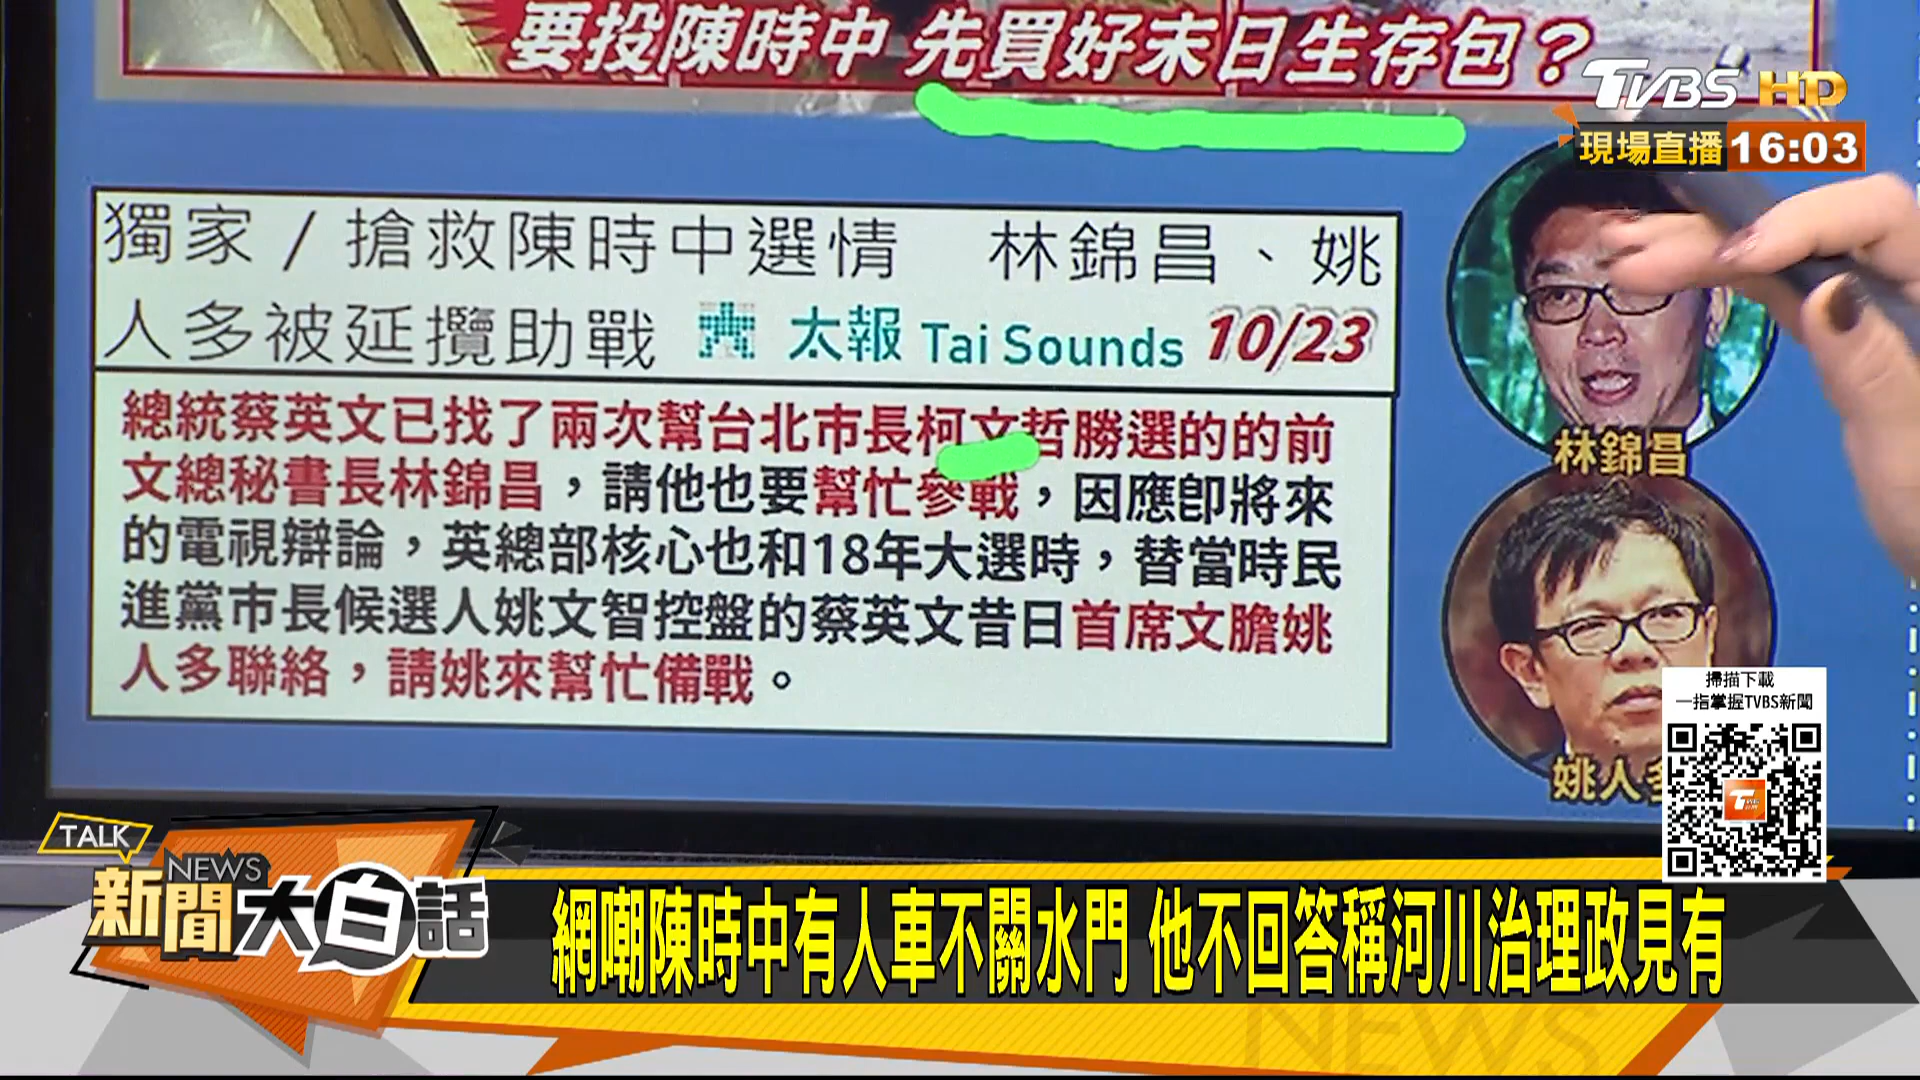 要投陳時中 先買好末日生存包？
TVBS HD
現場直播 16:03
獨家/搶救陳時中選情 林錦昌、姚
人多被延攬助戰 太報 Tai Sounds 10/23
總統蔡英文已找了兩次幫台北市長柯文哲勝選的的前
文總秘書長林錦昌，請他也要幫忙參戰，因應即將來
的電視辯論，英總部核心也和18年大選時，替當時民
進黨市長候選人姚文智控盤的蔡英文昔日首席文膽姚
人多聯絡，請姚來幫忙備戰。
林錦昌
姚人多
掃描下載
一指掌握TVBS新聞
TALK
NEWS
新聞大白話
網嘲陳時中有人車不關水門 他不回答稱河川治理政見有
NEWS